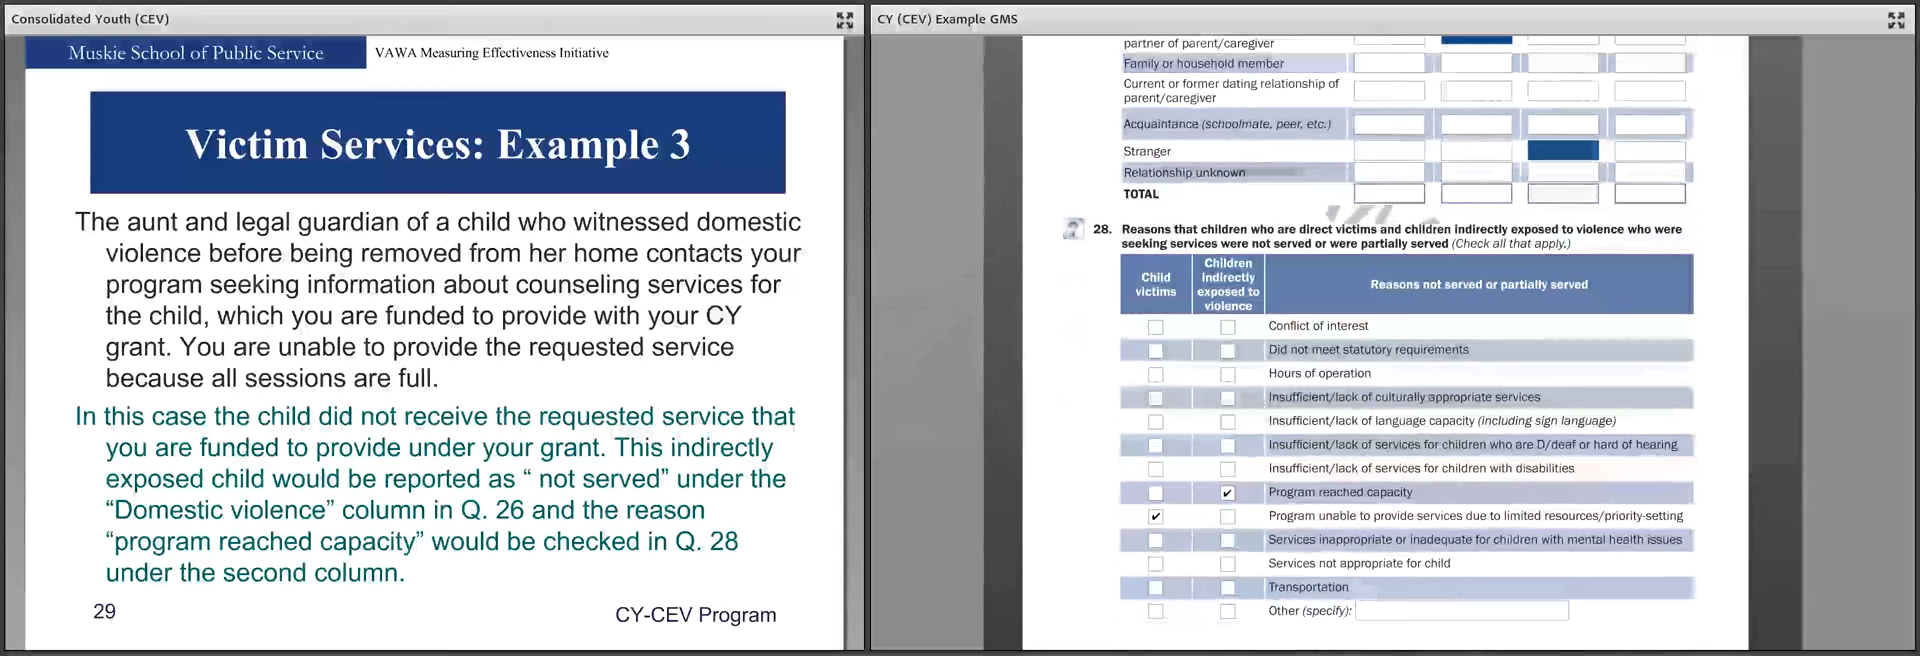 Consolidated Youth (CEV)
Muskie School of Public Service
VAWA Measuring Effectiveness Initiative
Victim Services: Example 3
The aunt and legal guardian of a child who witnessed domestic
violence before being removed from her home contacts your
program seeking information about counseling services for
the child, which you are funded to provide with your CY
grant. You are unable to provide the requested service
because all sessions are full.
In this case the child did not receive the requested service that
you are funded to provide under your grant. This indirectly
exposed child would be reported as “ not served” under the
“Domestic violence” column in Q. 26 and the reason
“program reached capacity” would be checked in Q. 28
under the second column.
29
CY-CEV Program
CY (CEV) Example GMS
partner of parent/caregiver
Family or household member
Current or former dating relationship of
parent/caregiver
Acquaintance (schoolmate, peer, etc.)
Stranger
Relationship unknown
TOTAL
28. Reasons that children who are direct victims and children indirectly exposed to violence who were
seeking services were not served or were partially served (Check all that apply.)
Child
victims
Children
indirectly
exposed to
violence
Reasons not served or partially served
Conflict of interest
Did not meet statutory requirements
Hours of operation
Insufficient/lack of culturally appropriate services
Insufficient/lack of language capacity (including sign language)
Insufficient/lack of services for children who are D/deaf or hard of hearing
Insufficient/lack of services for children with disabilities
Program reached capacity
Program unable to provide services due to limited resources/priority-setting
Services inappropriate or inadequate for children with mental health issues
Services not appropriate for child
Transportation
Other (specify):